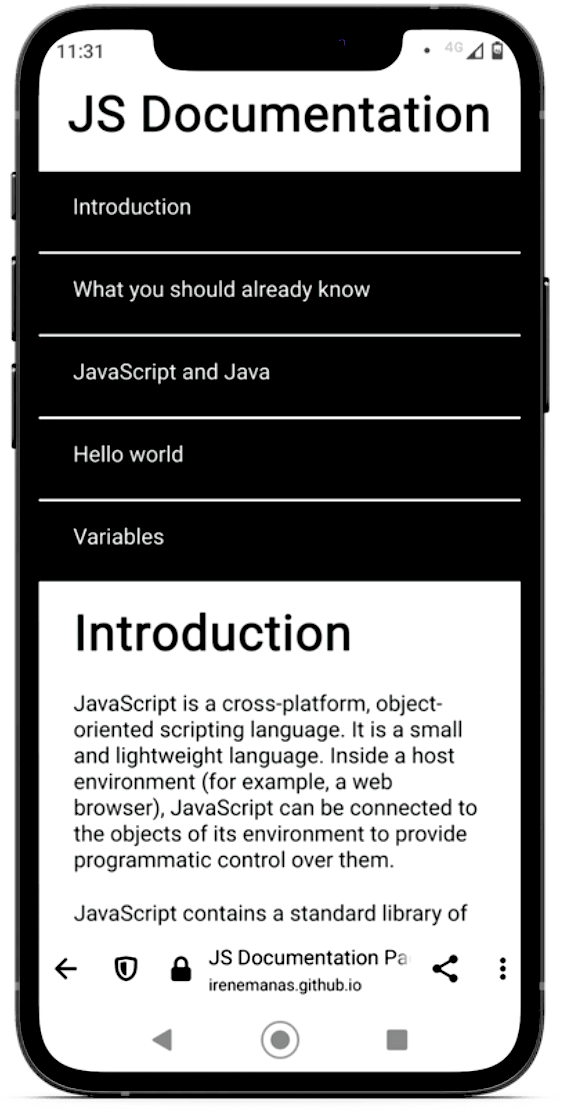 11:31
4G
JS Documentation
Introduction
What you should already know
JavaScript and Java
Hello world
Variables
Introduction
JavaScript is a cross-platform, object-
oriented scripting language. It is a small
and lightweight language. Inside a host
environment (for example, a web
browser), JavaScript can be connected to
the objects of its environment to provide
programmatic control over them.
JavaScript contains a standard library of
JS Documentation Pa
irenemanas.github.io